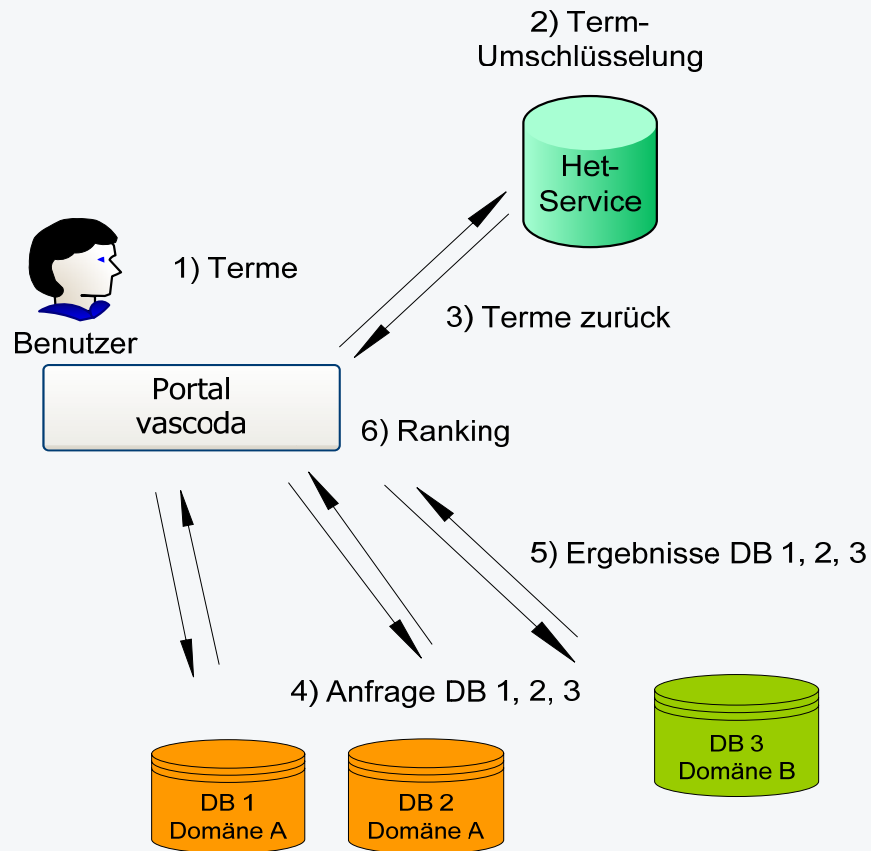 2) Term-
Umschlüsselung
Het-
Service
1) Terme
3) Terme zurück
Benutzer
Portal
vascoda
6) Ranking
5) Ergebnisse DB 1, 2, 3
4) Anfrage DB 1, 2, 3
DB 3
Domäne B
DB 1
Domäne A
DB 2
Domäne A